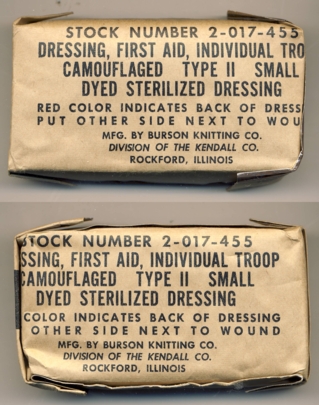 STOCK NUMBER 2-017-455
DRESSING, FIRST AID, INDIVIDUAL TRO
CAMOUFLAGED TYPE II SMALL
DYED STERILIZED DRESSING
RED COLOR INDICATES BACK OF DRESS
PUT OTHER SIDE NEXT TO WOU
MFG. BY BURSON KNITTING CO.
DIVISION OF THE KENDALL CO.
ROCKFORD, ILLINOIS
STOCK NUMBER 2-017-455
SSING, FIRST AID, INDIVIDUAL TROOP
CAMOUFLAGED TYPE II SMALL
DYED STERILIZED DRESSING
COLOR INDICATES BACK OF DRESSING
OTHER SIDE NEXT TO WOUND
MFG. BY BURSON KNITTING CO.
DIVISION OF THE KENDALL CO.
ROCKFORD, ILLINOIS